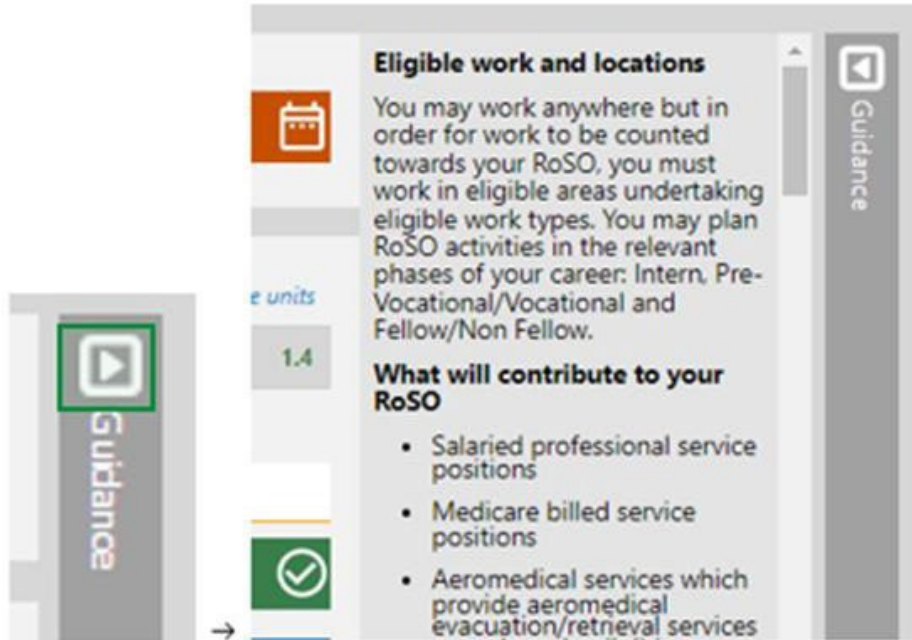 Guidance
→
e units
1.4
Eligible work and locations
You may work anywhere but in
order for work to be counted
towards your RoSO, you must
work in eligible areas undertaking
eligible work types. You may plan
RoSO activities in the relevant
phases of your career: Intern, Pre-
Vocational/Vocational and
Fellow/Non Fellow.
What will contribute to your
RoSO
• Salaried professional service
positions
• Medicare billed service
positions
• Aeromedical services which
provide aeromedical
evacuation/retrieval services
Guidance